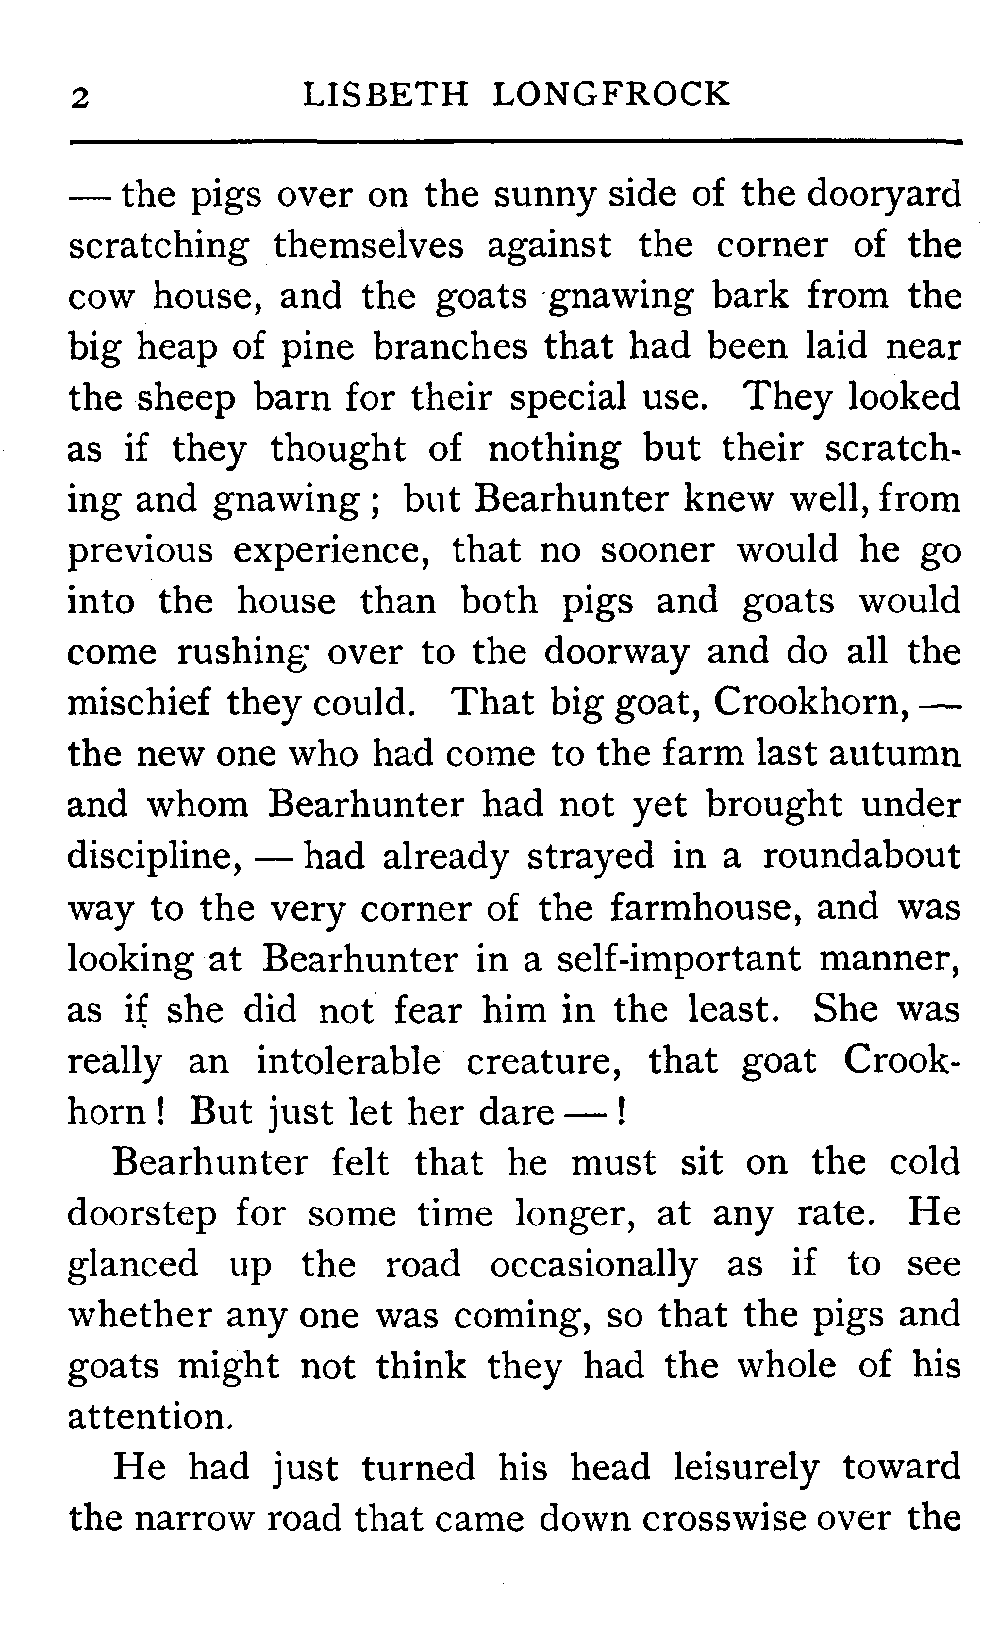 2 LISBETH LONGFROCK
— the pigs over on the sunny side of the dooryard
scratching themselves against the corner of the
cow house, and the goats gnawing bark from the
big heap of pine branches that had been laid near
the sheep barn for their special use. They looked
as if they thought of nothing but their scratch-
ing and gnawing ; but Bearhunter knew well, from
previous experience, that no sooner would he go
into the house than both pigs and goats would
come rushing over to the doorway and do all the
mischief they could. That big goat, Crookhorn, —
the new one who had come to the farm last autumn
and whom Bearhunter had not yet brought under
discipline, — had already strayed in a roundabout
way to the very corner of the farmhouse, and was
looking at Bearhunter in a self-important manner,
as if she did not fear him in the least. She was
really an intolerable creature, that goat Crook-
horn ! But just let her dare — !
Bearhunter felt that he must sit on the cold
doorstep for some time longer, at any rate. He
glanced up the road occasionally as if to see
whether any one was coming, so that the pigs and
goats might not think they had the whole of his
attention.
He had just turned his head leisurely toward
the narrow road that came down crosswise over the